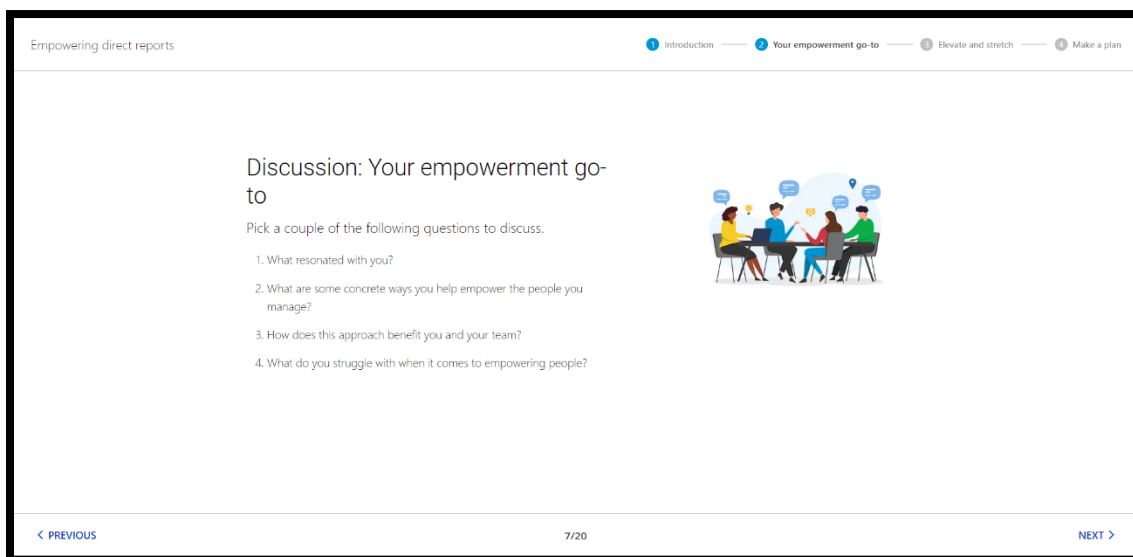 Empowering direct reports
1 Introduction
2 Your empowerment go-to
3 Elevate and stretch
4 Make a plan
Discussion: Your empowerment go-
to
Pick a couple of the following questions to discuss.
1. What resonated with you?
2. What are some concrete ways you help empower the people you
manage?
3. How does this approach benefit you and your team?
4. What do you struggle with when it comes to empowering people?
< PREVIOUS
7/20
NEXT >